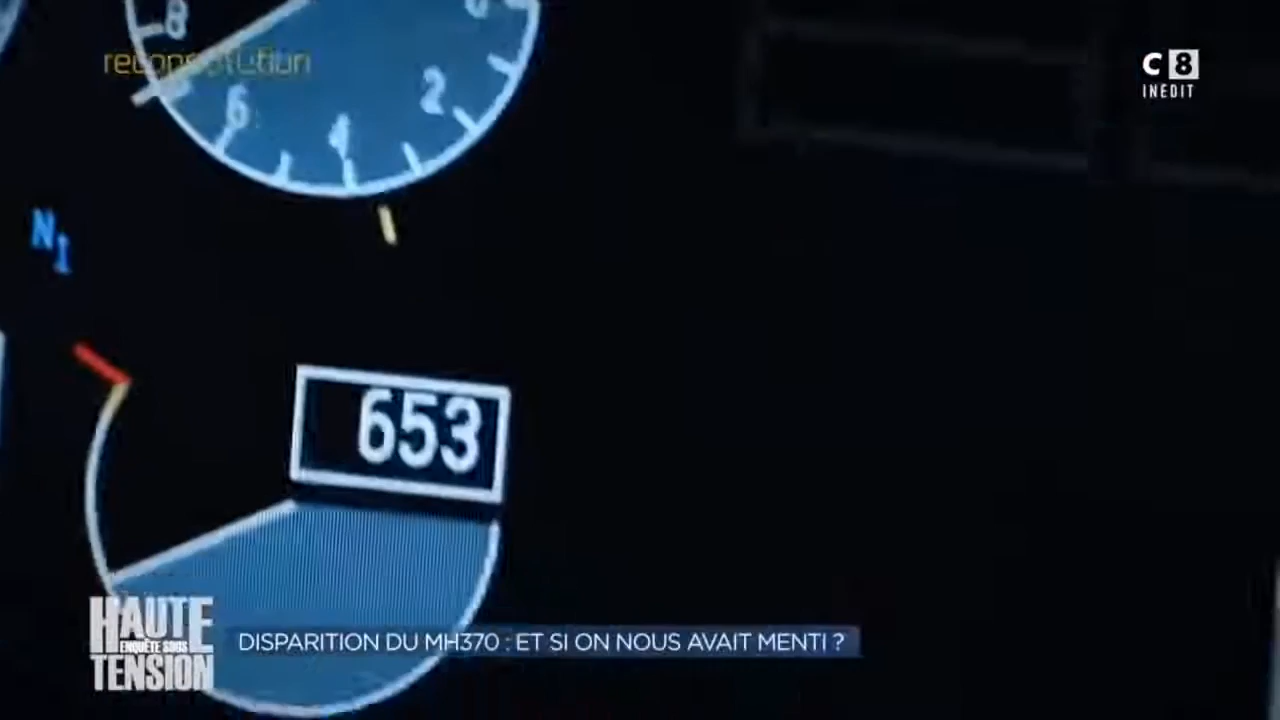 8
6
4
2
0
reconstitution
C8
INEDIT
N1
653
HAUTE
ENQUÊTE SOUS
TENSION
DISPARITION DU MH370 : ET SI ON NOUS AVAIT MENTI ?